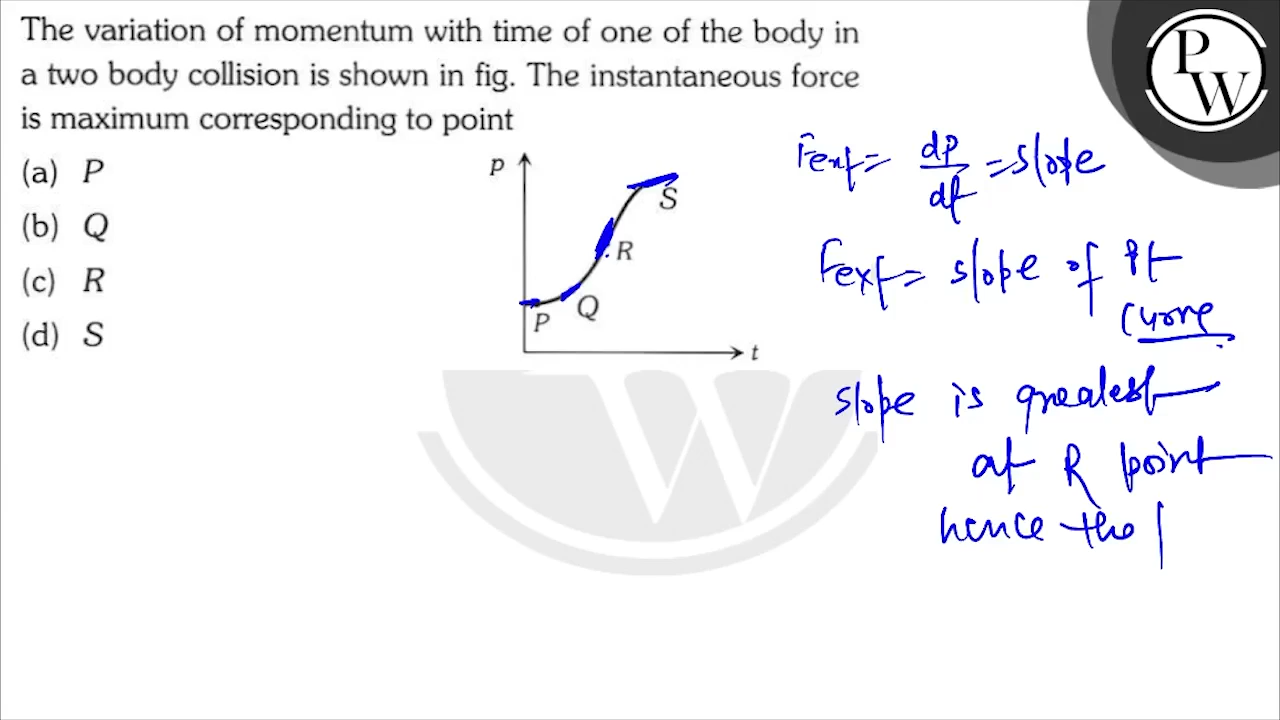 The variation of momentum with time of one of the body in
a two body collision is shown in fig. The instantaneous force
is maximum corresponding to point
(a) P
(b) Q
(c) R
(d) S
p
S
R
Q
P
t
Fext = dp/dt = slope
Fext = slope of Pt
curve
slope is greatest
at R point
hence the
PW
W